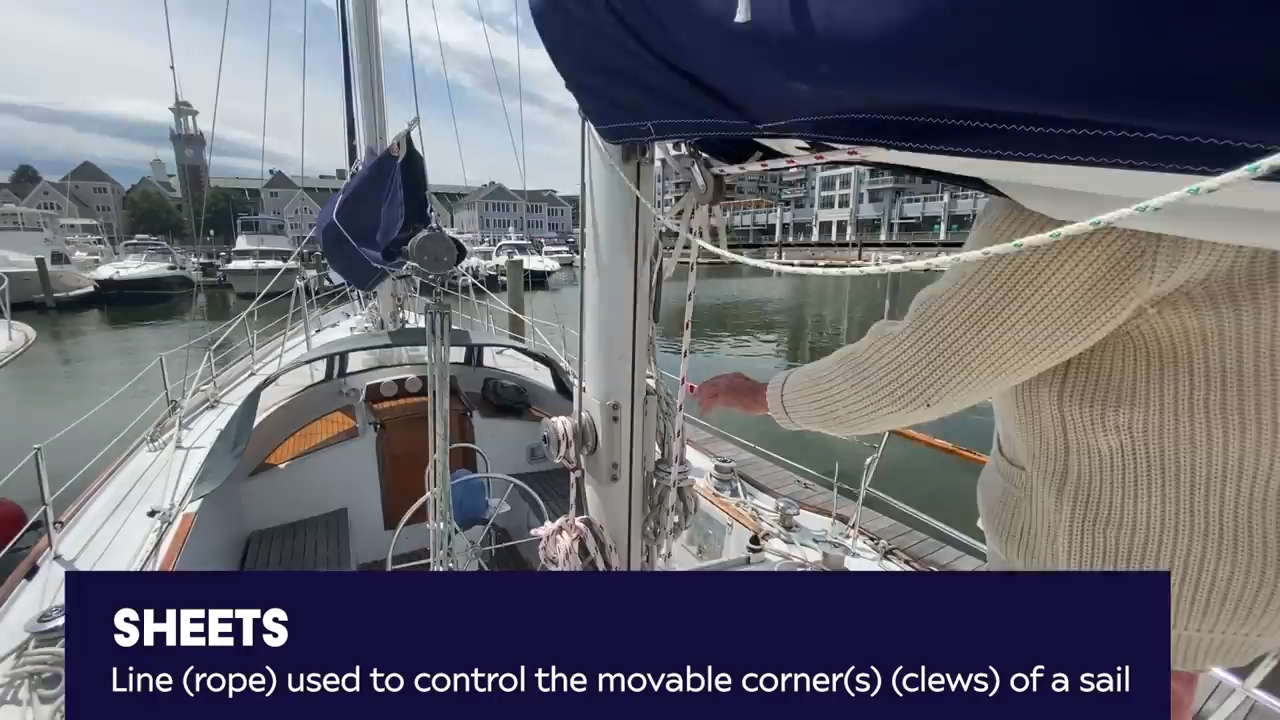 SHEETS
Line (rope) used to control the movable corner(s) (clews) of a sail